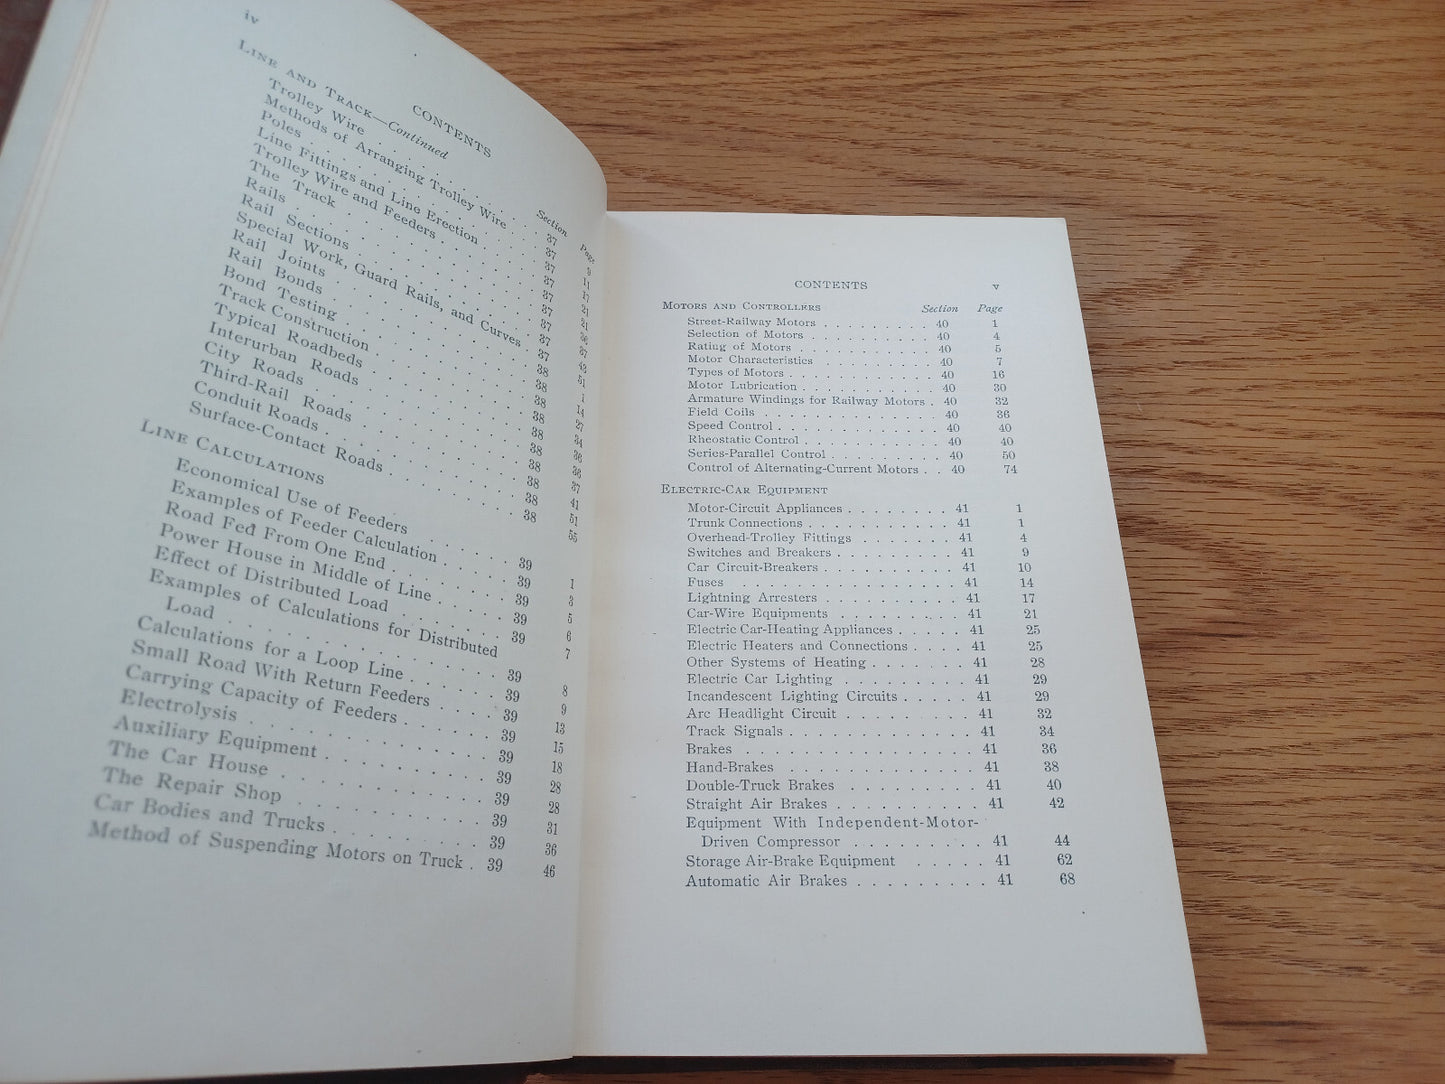 iv
CONTENTS
LINE AND TRACK—Continued Section Page
Trolley Wire . . . . . . . . 37 9
Methods of Arranging Trolley Wire . . 37 11
Poles . . . . . . . . . . 37 17
Line Fittings and Line Erection . . . 37 21
Trolley Wire and Feeders . . . . . 37 21
The Track . . . . . . . . . 37 36
Rails . . . . . . . . . . 37 37
Rail Sections . . . . . . . . 37 43
Special Work, Guard Rails, and Curves . 37 51
Rail Joints . . . . . . . . . 38 1
Rail Bonds . . . . . . . . . 38 14
Bond Testing . . . . . . . . 38 27
Track Construction . . . . . . . 38 34
Typical Roadbeds . . . . . . . 38 36
Interurban Roads . . . . . . . 38 36
City Roads . . . . . . . . . 38 37
Third-Rail Roads . . . . . . . 38 41
Conduit Roads . . . . . . . . 38 51
Surface-Contact Roads . . . . . . 38 55
LINE CALCULATIONS
Economical Use of Feeders . . . . . 39 1
Examples of Feeder Calculation . . . . 39 3
Road Fed From One End . . . . . . 39 5
Power House in Middle of Line . . . . 39 6
Effect of Distributed Load . . . . . 39 7
Examples of Calculations for Distributed
Load . . . . . . . . . . . 39 8
Calculations for a Loop Line . . . . . 39 9
Small Road With Return Feeders . . . . 39 13
Carrying Capacity of Feeders . . . . . 39 15
Electrolysis . . . . . . . . . . 39 18
Auxiliary Equipment . . . . . . . 39 28
The Car House . . . . . . . . . 39 28
The Repair Shop . . . . . . . . 39 31
Car Bodies and Trucks . . . . . . 39 36
Method of Suspending Motors on Truck . 39 46
CONTENTS v
MOTORS AND CONTROLLERS Section Page
Street-Railway Motors . . . . . . . . 40 1
Selection of Motors . . . . . . . . 40 4
Rating of Motors . . . . . . . . . 40 5
Motor Characteristics . . . . . . . . 40 7
Types of Motors . . . . . . . . . . 40 16
Motor Lubrication . . . . . . . . . 40 30
Armature Windings for Railway Motors . 40 32
Field Coils . . . . . . . . . . . . 40 36
Speed Control . . . . . . . . . . . 40 40
Rheostatic Control . . . . . . . . . 40 40
Series-Parallel Control . . . . . . . 40 50
Control of Alternating-Current Motors . . 40 74
ELECTRIC-CAR EQUIPMENT
Motor-Circuit Appliances . . . . . . . 41 1
Trunk Connections . . . . . . . . . 41 1
Overhead-Trolley Fittings . . . . . . 41 4
Switches and Breakers . . . . . . . . 41 9
Car Circuit-Breakers . . . . . . . . . 41 10
Fuses . . . . . . . . . . . . . 41 14
Lightning Arresters . . . . . . . . . 41 17
Car-Wire Equipments . . . . . . . . 41 21
Electric Car-Heating Appliances . . . . . 41 25
Electric Heaters and Connections . . . . 41 25
Other Systems of Heating . . . . . . . 41 28
Electric Car Lighting . . . . . . . . 41 29
Incandescent Lighting Circuits . . . . . 41 29
Arc Headlight Circuit . . . . . . . . 41 32
Track Signals . . . . . . . . . . . 41 34
Brakes . . . . . . . . . . . . . 41 36
Hand-Brakes . . . . . . . . . . . 41 38
Double-Truck Brakes . . . . . . . . 41 40
Straight Air Brakes . . . . . . . . . 41 42
Equipment With Independent-Motor-
Driven Compressor . . . . . . . . . 41 44
Storage Air-Brake Equipment . . . . . 41 62
Automatic Air Brakes . . . . . . . . . 41 68